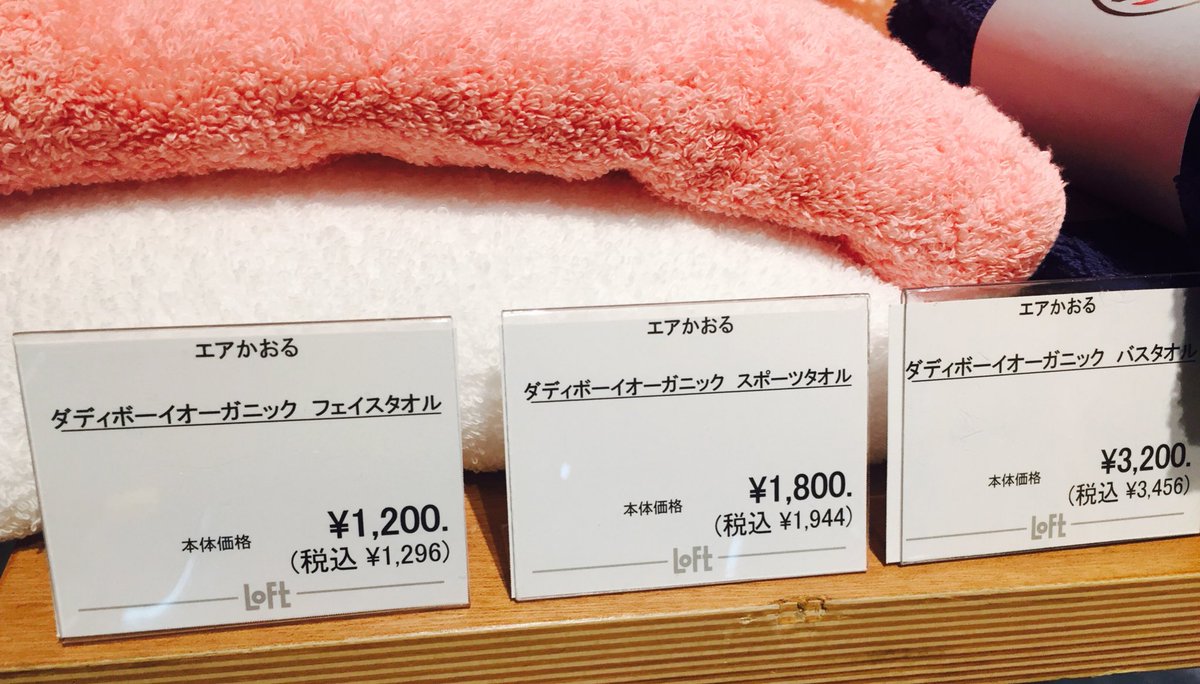 エアかおる
ダディボーイオーガニック フェイスタオル
本体価格 ¥1,200.
(税込 ¥1,296)
LOFT
エアかおる
ダディボーイオーガニック スポーツタオル
本体価格 ¥1,800.
(税込 ¥1,944)
LOFT
エアかおる
ダディボーイオーガニック バスタオル
本体価格 ¥3,200.
(税込 ¥3,456)
LOFT